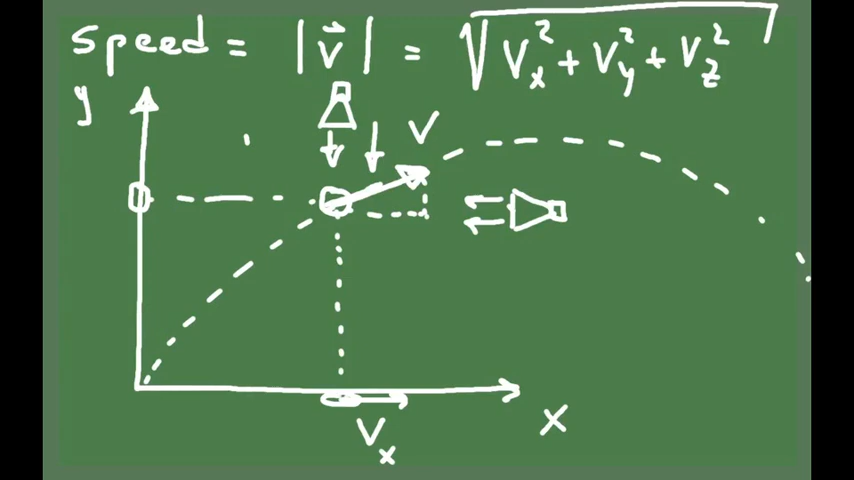 Speed = |v⃗| = √(Vx² + Vy² + Vz²)
y
V
x
Vx